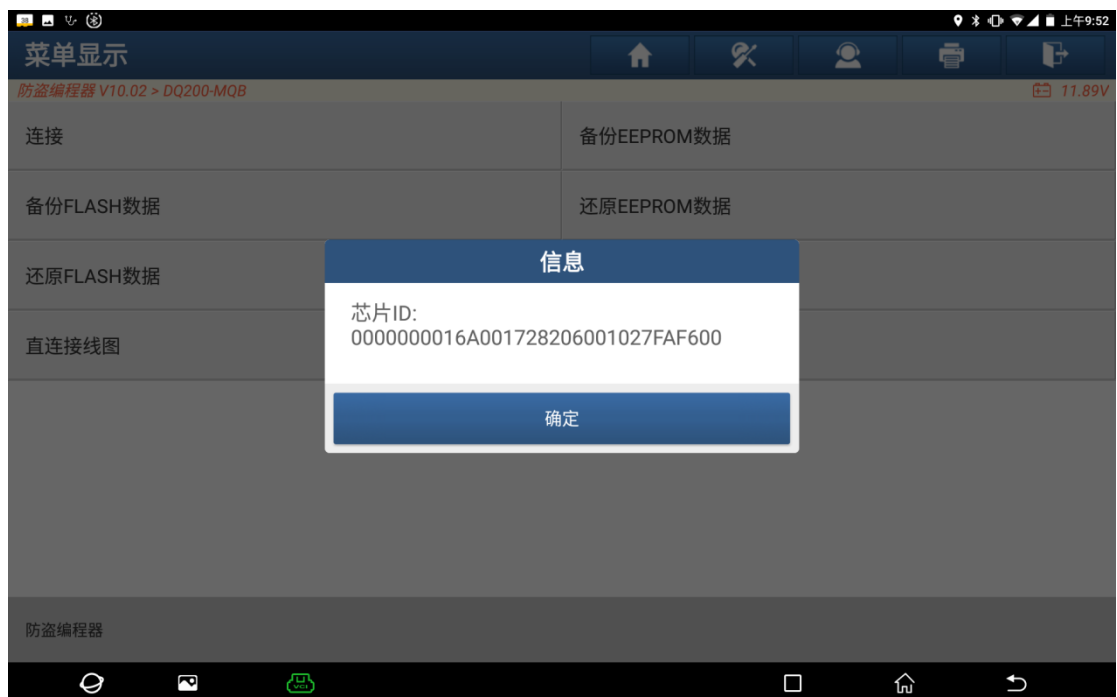 上午9:52
菜单显示
防盗编程器 V10.02 > DQ200-MQB
11.89V
连接
备份EEPROM数据
备份FLASH数据
还原EEPROM数据
还原FLASH数据
信息
芯片ID:
0000000016A001728206001027FAF600
直连接线图
确定
防盗编程器
VCI